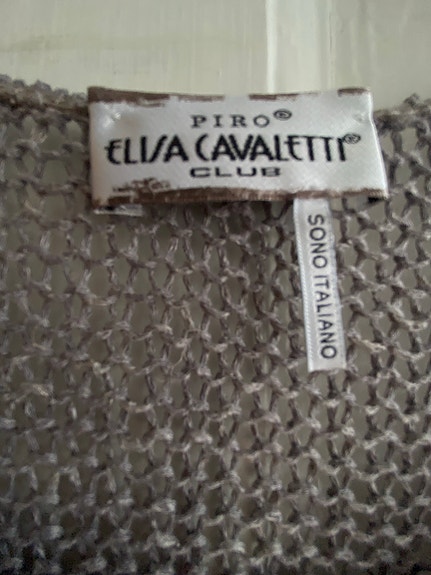 PIRO®
ELISA CAVALETTI®
CLUB
SONO ITALIANO